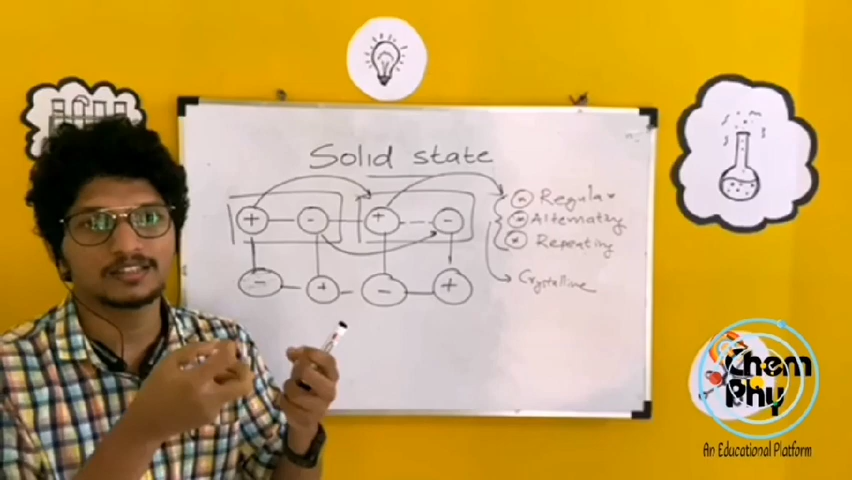 Solid state
+ - + -
- + - +
Regular
Alternating
Repeating
Crystalline
Chem
Phy
An Educational Platform